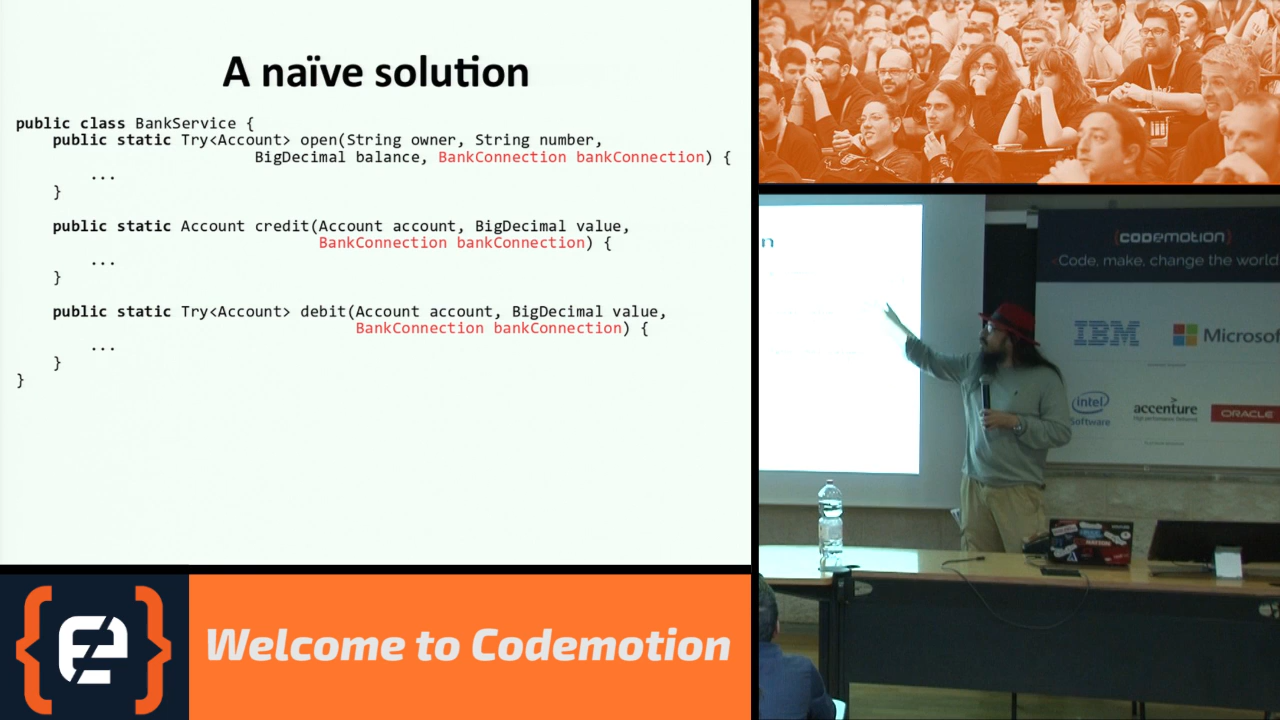 A naïve solution
public class BankService {
public static Try<Account> open(String owner, String number,
BigDecimal balance, BankConnection bankConnection) {
...
}
public static Account credit(Account account, BigDecimal value,
BankConnection bankConnection) {
...
}
public static Try<Account> debit(Account account, BigDecimal value,
BankConnection bankConnection) {
...
}
}
n
{codemotion}
<Code, make, change the world
IBM
Microsof
intel
Software
accenture
High performance. Delivered.
ORACLE
Welcome to Codemotion